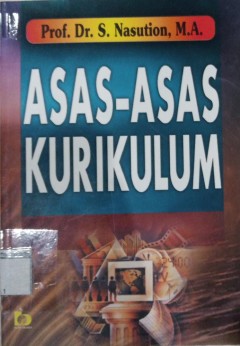 Prof. Dr. S. Nasution, M.A.
ASAS-ASAS
KURIKULUM